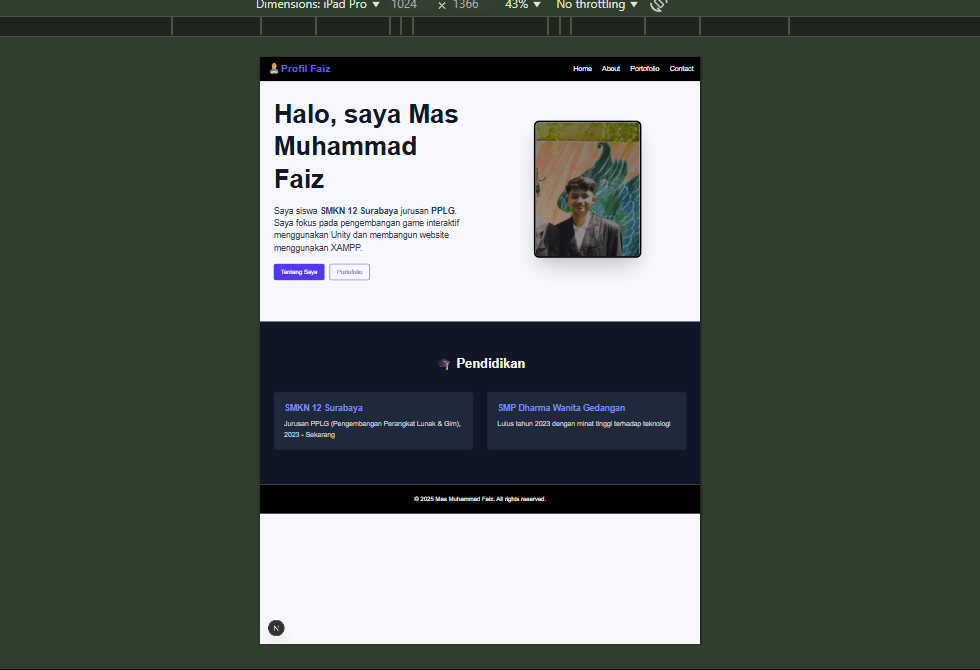 Dimensions: iPad Pro ▼ 1024 × 1366 43% ▼ No throttling ▼
Profil Faiz
Home About Portofolio Contact
Halo, saya Mas
Muhammad
Faiz
Saya siswa SMKN 12 Surabaya jurusan PPLG.
Saya fokus pada pengembangan game interaktif
menggunakan Unity dan membangun website
menggunakan XAMPP.
Tentang Saya Portofolio
Pendidikan
SMKN 12 Surabaya
Jurusan PPLG (Pengembangan Perangkat Lunak & Gim),
2023 - Sekarang
SMP Dharma Wanita Gedangan
Lulus tahun 2023 dengan minat tinggi terhadap teknologi
© 2025 Mas Muhammad Faiz. All rights reserved.
N